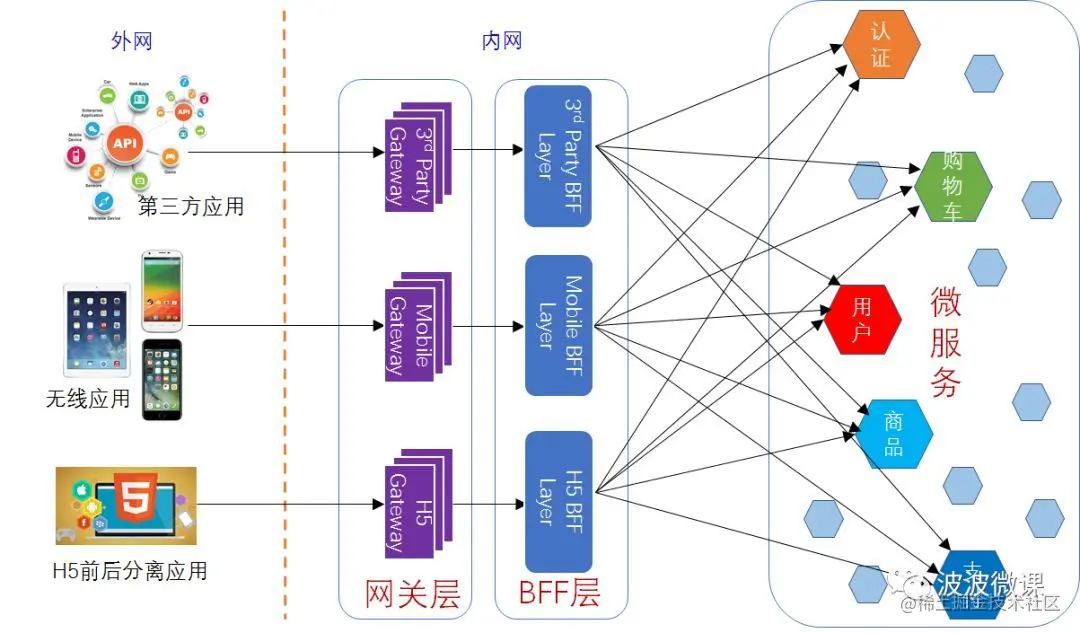 外网
内网
认
证
Car
Web Apps
Enterprise
Application
API
API
Mobile
Device
Game
Sensors
Wearable Device
第三方应用
3rd Party
Gateway
3rd Party BFF
Layer
购
物
车
无线应用
Mobile
Gateway
Mobile BFF
Layer
用
户
微
服
务
商
品
5
H5前后分离应用
H5
Gateway
H5 BFF
Layer
网关层
BFF层
支
波波微课
@稀土掘金技术社区